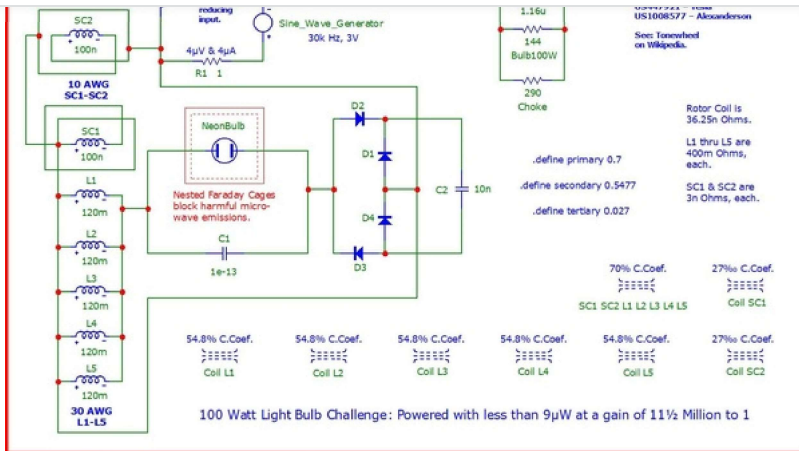 reducing
input.
Sine_Wave_Generator
30k Hz, 3V
4µV & 4µA
R1 1
SC2
100n
10 AWG
SC1-SC2
1.16u
144
Bulb100W
290
Choke
US1008577 – Alexanderson
See: Tonewheel
on Wikipedia.
SC1
100n
NeonBulb
Nested Faraday Cages
block harmful micro-
wave emissions.
C1
1e-13
D2
D1
D4
D3
C2
10n
.define primary 0.7
.define secondary 0.5477
.define tertiary 0.027
Rotor Coil is
36.25n Ohms.
L1 thru L5 are
400m Ohms,
each.
SC1 & SC2 are
3n Ohms, each.
L1
120m
L2
120m
L3
120m
L4
120m
L5
120m
30 AWG
L1-L5
70% C.Coef.
SC1 SC2 L1 L2 L3 L4 L5
27‰ C.Coef.
Coil SC1
54.8% C.Coef.
Coil L1
54.8% C.Coef.
Coil L2
54.8% C.Coef.
Coil L3
54.8% C.Coef.
Coil L4
54.8% C.Coef.
Coil L5
27‰ C.Coef.
Coil SC2
100 Watt Light Bulb Challenge: Powered with less than 9µW at a gain of 11½ Million to 1